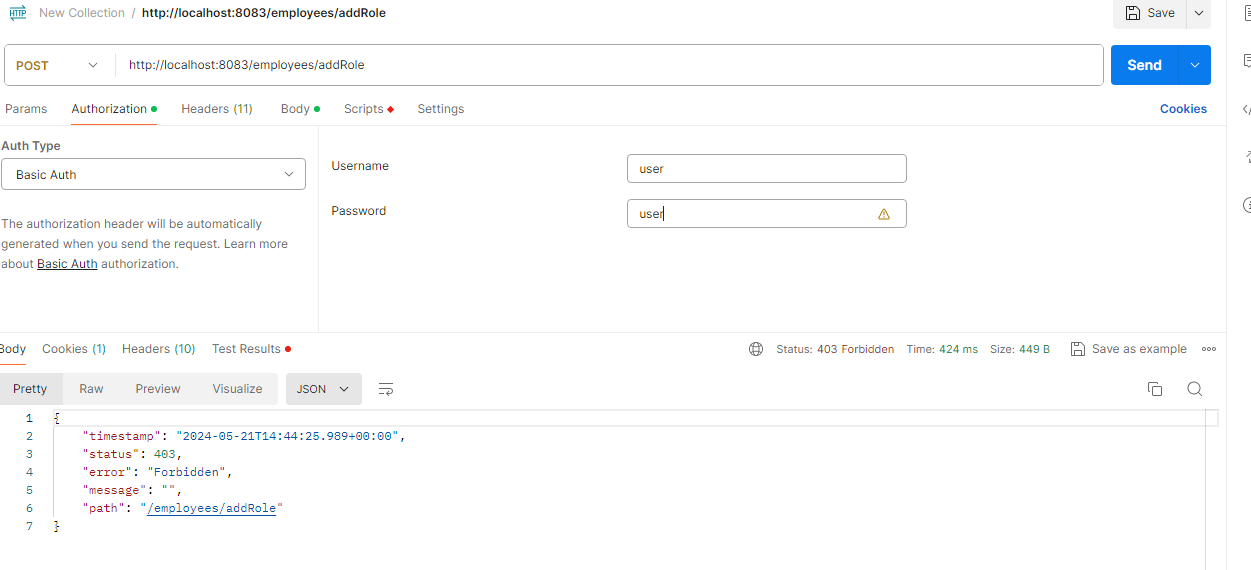 HTTP New Collection / http://localhost:8083/employees/addRole Save
POST http://localhost:8083/employees/addRole Send
Params Authorization Headers (11) Body Scripts Settings Cookies
Auth Type
Basic Auth
Username user
Password user
The authorization header will be automatically
generated when you send the request. Learn more
about Basic Auth authorization.
Body Cookies (1) Headers (10) Test Results Status: 403 Forbidden Time: 424 ms Size: 449 B Save as example
Pretty Raw Preview Visualize JSON
1 {
2 "timestamp": "2024-05-21T14:44:25.989+00:00",
3 "status": 403,
4 "error": "Forbidden",
5 "message": "",
6 "path": "/employees/addRole"
7 }